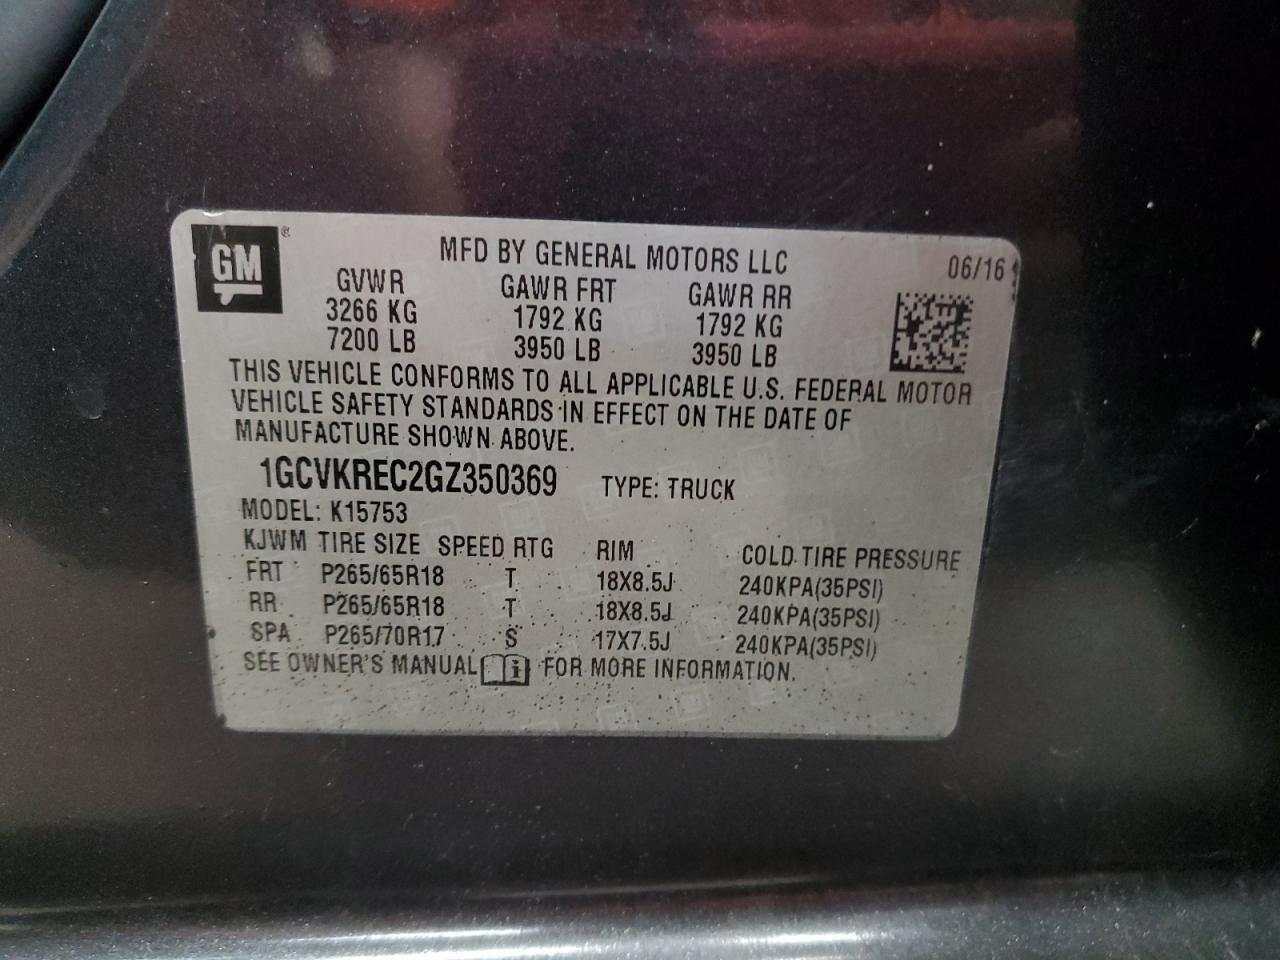 GM ®
MFD BY GENERAL MOTORS LLC 06/16
GVWR GAWR FRT GAWR RR
3266 KG 1792 KG 1792 KG
7200 LB 3950 LB 3950 LB
THIS VEHICLE CONFORMS TO ALL APPLICABLE U.S. FEDERAL MOTOR
VEHICLE SAFETY STANDARDS IN EFFECT ON THE DATE OF
MANUFACTURE SHOWN ABOVE.
1GCVKREC2GZ350369 TYPE: TRUCK
MODEL: K15753
KJWM TIRE SIZE SPEED RTG RIM COLD TIRE PRESSURE
FRT P265/65R18 T 18X8.5J 240KPA(35PSI)
RR P265/65R18 T 18X8.5J 240KPA(35PSI)
SPA P265/70R17 S 17X7.5J 240KPA(35PSI)
SEE OWNER'S MANUAL i FOR MORE INFORMATION.